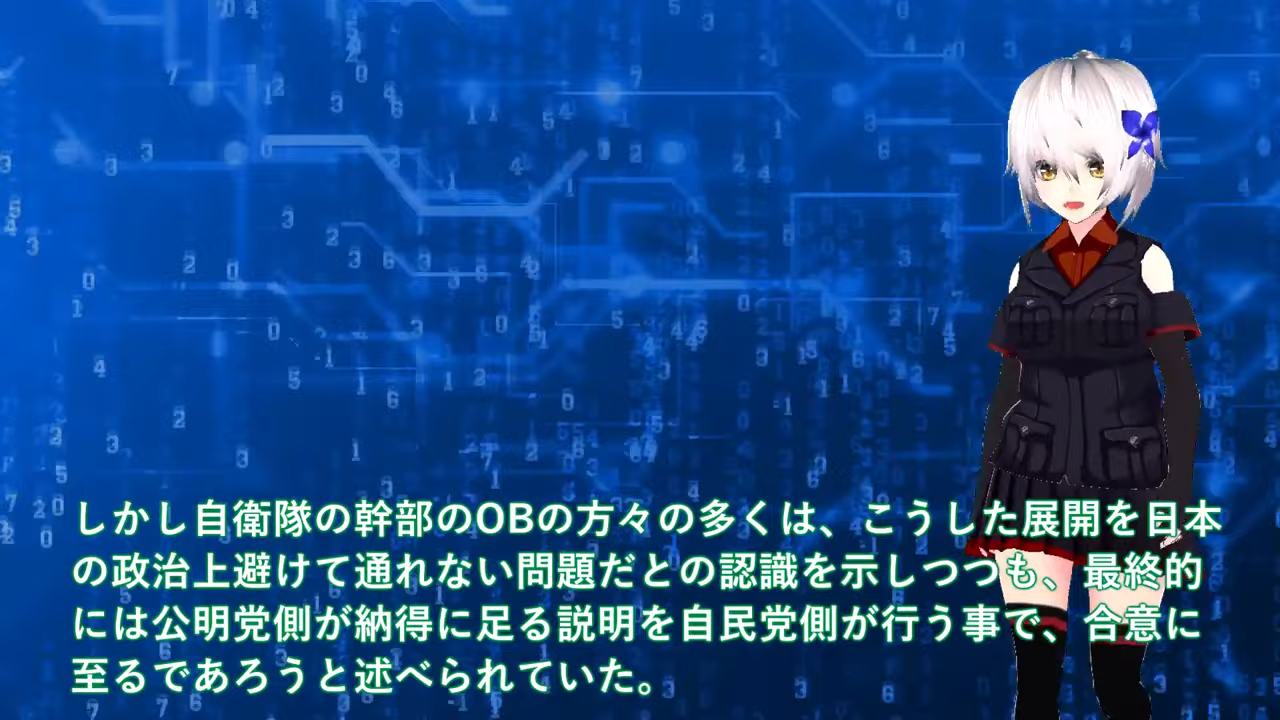 しかし自衛隊の幹部のOBの方々の多くは、こうした展開を日本
の政治上避けて通れない問題だとの認識を示しつつも、最終的
には公明党側が納得に足る説明を自民党側が行う事で、合意に
至るであろうと述べられていた。